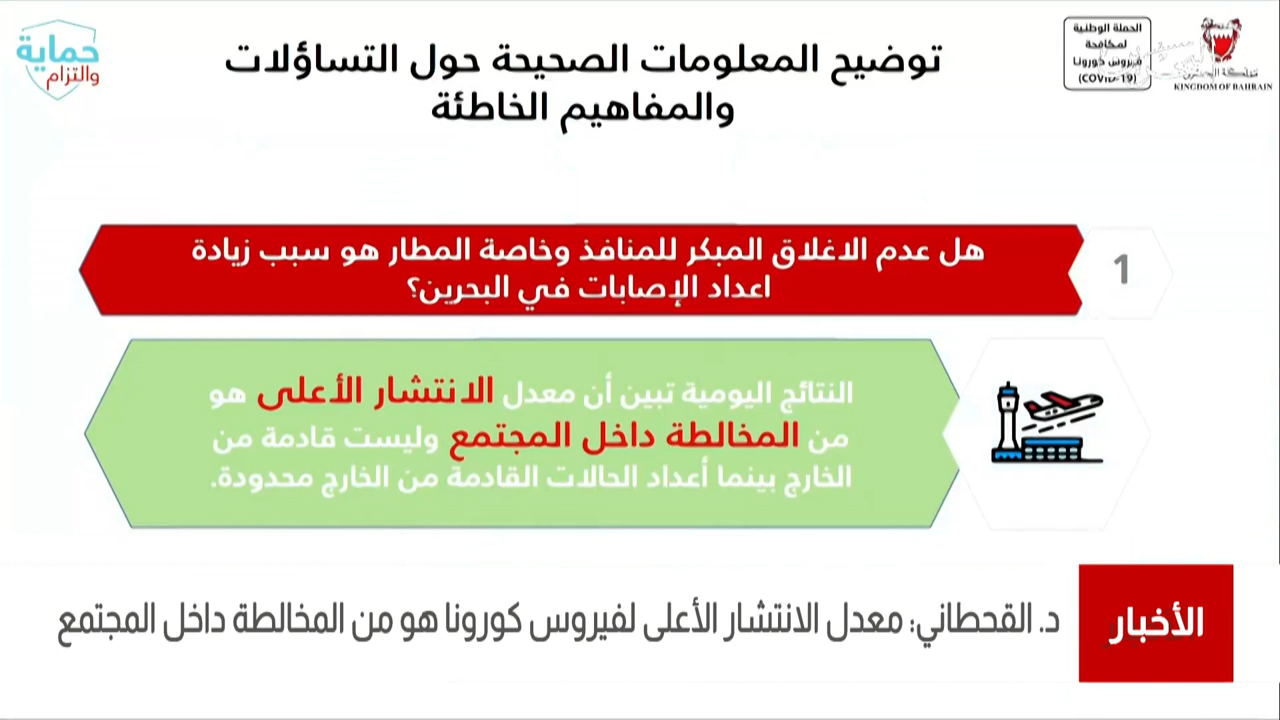 حماية
والتزام
توضيح المعلومات الصحيحة حول التساؤلات
والمفاهيم الخاطئة
الحملة الوطنية
لمكافحة
فيروس كورونا
(COVID-19)
مملكة البحرين
KINGDOM OF BAHRAIN
1
هل عدم الاغلاق المبكر للمنافذ وخاصة المطار هو سبب زيادة
اعداد الإصابات في البحرين؟
النتائج اليومية تبين أن معدل الانتشار الأعلى هو
من المخالطة داخل المجتمع وليست قادمة من
الخارج بينما أعداد الحالات القادمة من الخارج محدودة.
الأخبار
د. القحطاني: معدل الانتشار الأعلى لفيروس كورونا هو من المخالطة داخل المجتمع